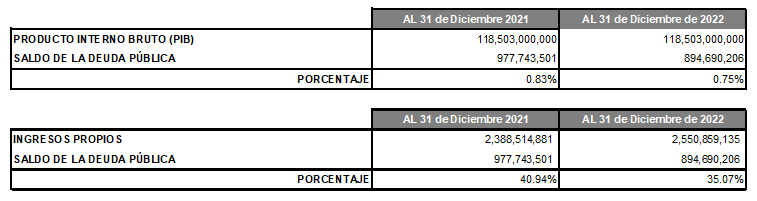 AL 31 de Diciembre 2021 AL 31 de Diciembre de 2022
PRODUCTO INTERNO BRUTO (PIB) 118,503,000,000 118,503,000,000
SALDO DE LA DEUDA PÚBLICA 977,743,501 894,690,206
PORCENTAJE 0.83% 0.75%
AL 31 de Diciembre 2021 AL 31 de Diciembre de 2022
INGRESOS PROPIOS 2,388,514,881 2,550,859,135
SALDO DE LA DEUDA PÚBLICA 977,743,501 894,690,206
PORCENTAJE 40.94% 35.07%